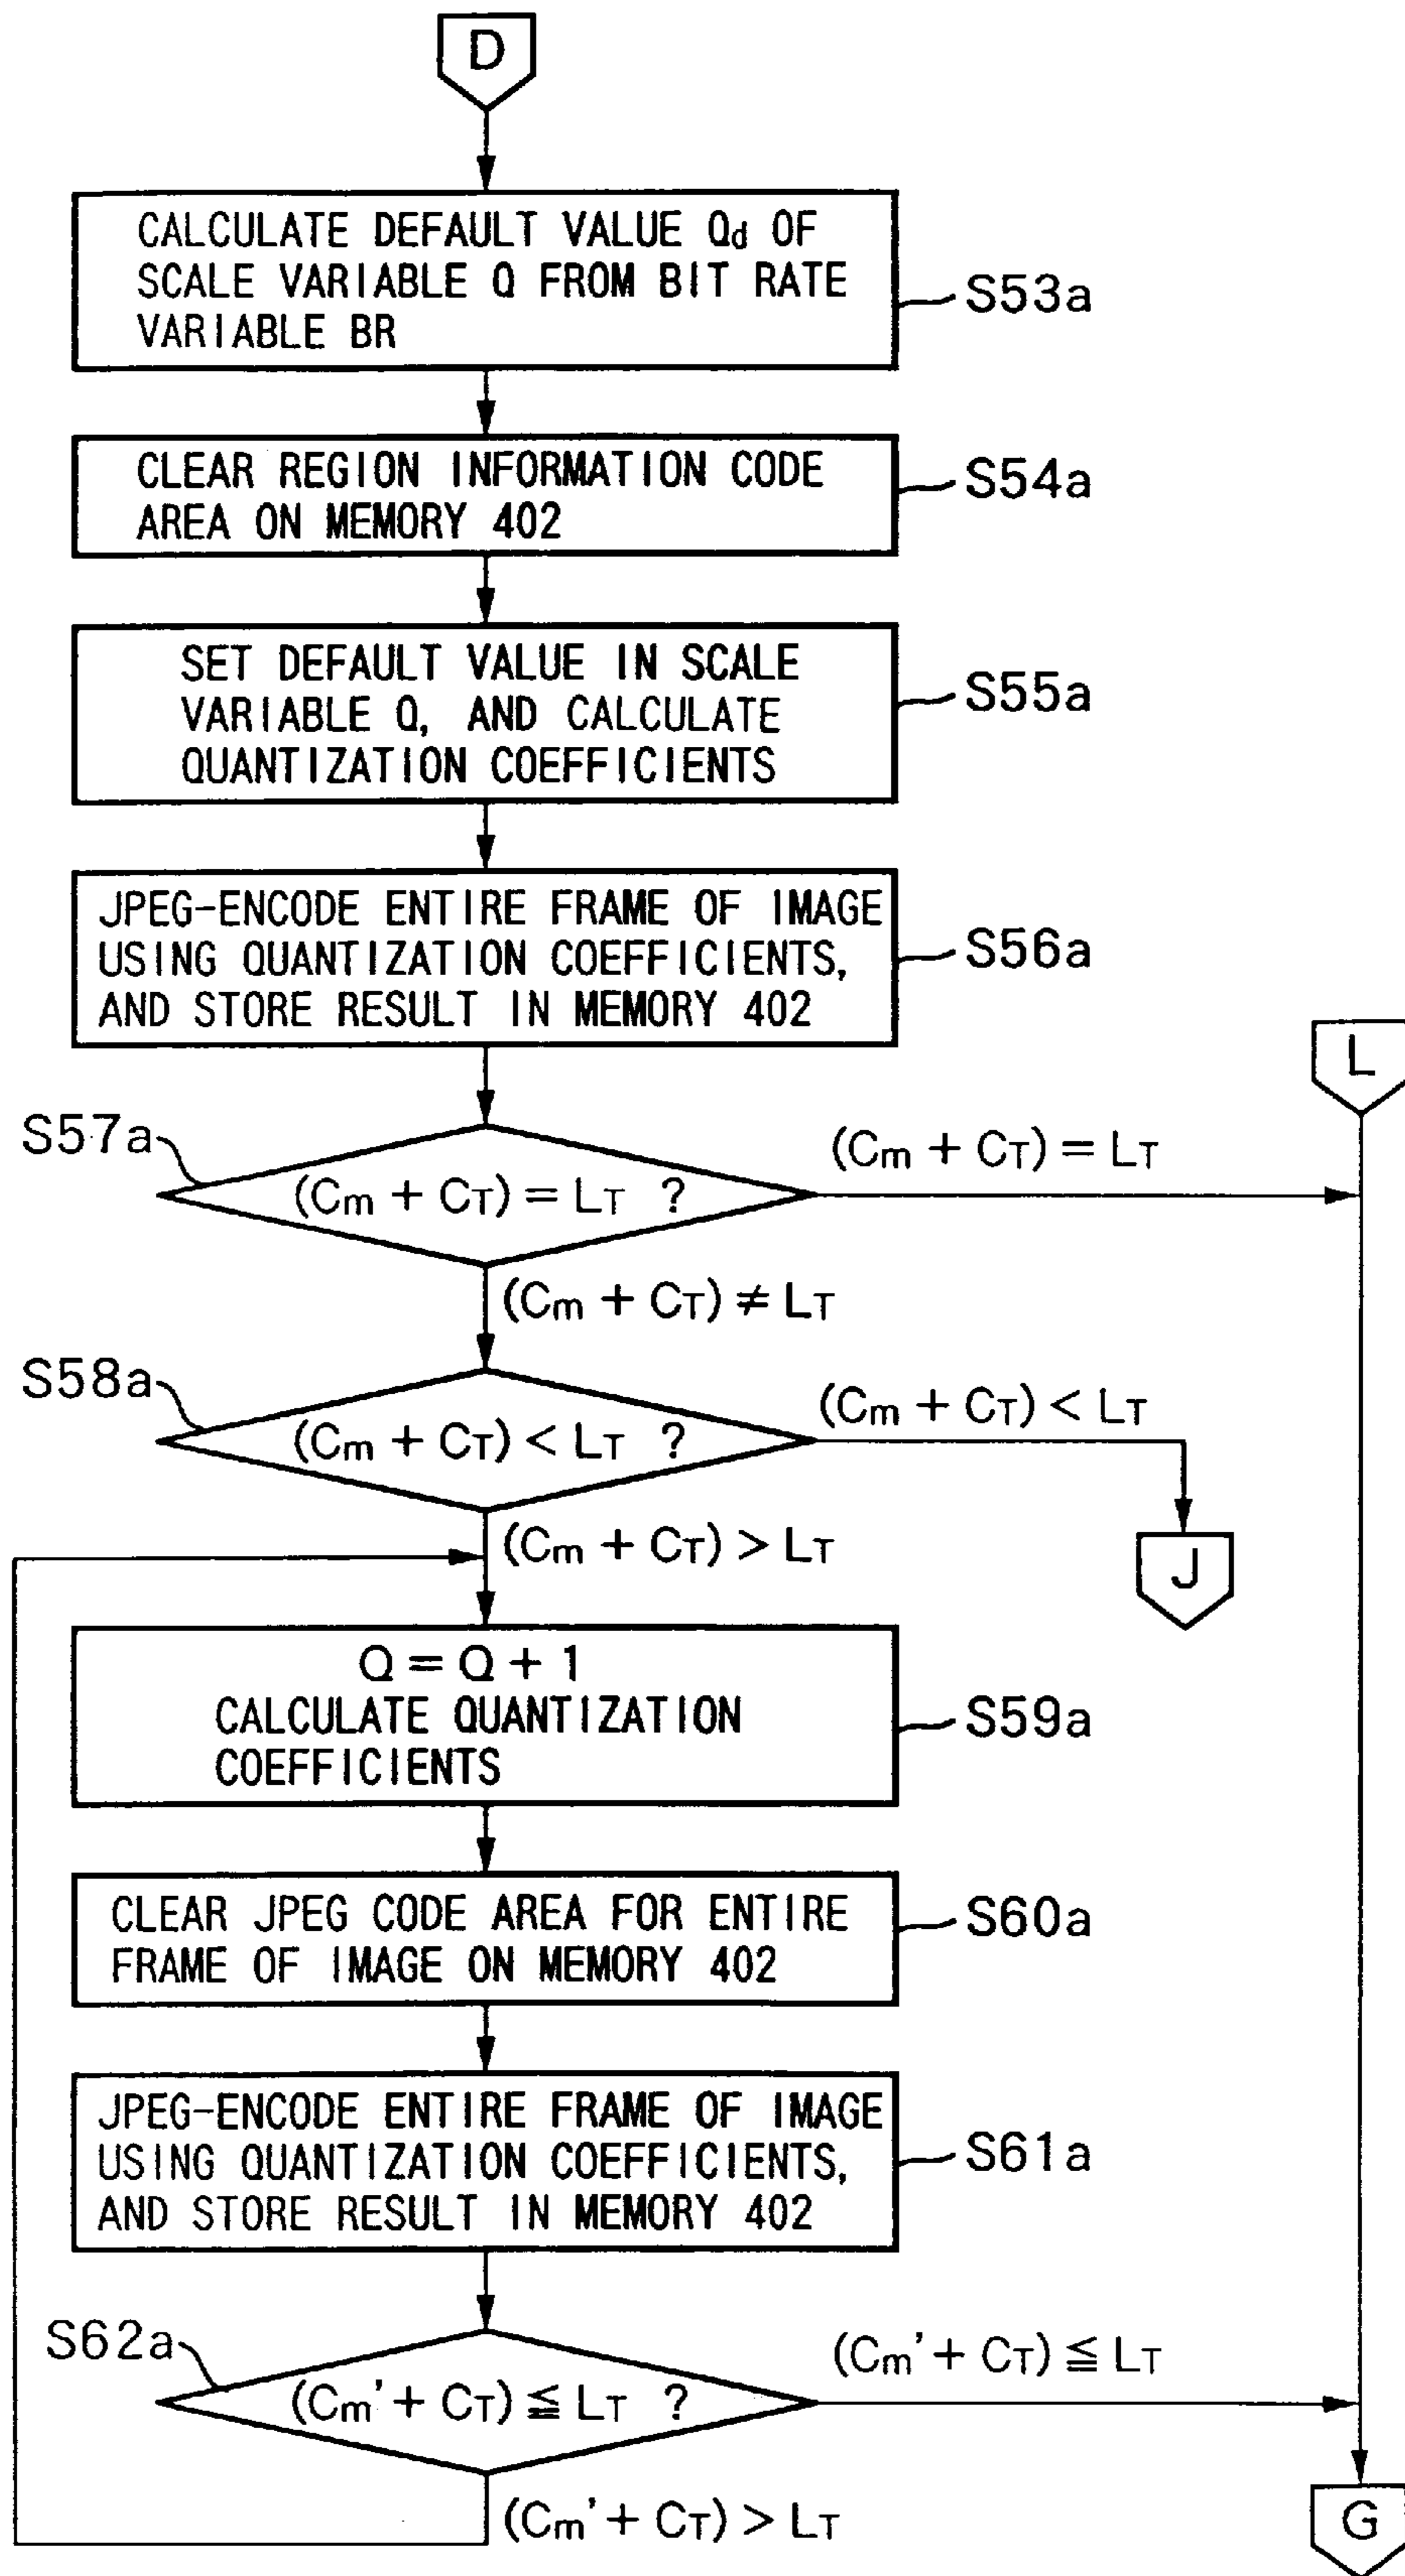 D
CALCULATE DEFAULT VALUE Qd OF
SCALE VARIABLE Q FROM BIT RATE
VARIABLE BR
S53a
CLEAR REGION INFORMATION CODE
AREA ON MEMORY 402
S54a
SET DEFAULT VALUE IN SCALE
VARIABLE Q, AND CALCULATE
QUANTIZATION COEFFICIENTS
S55a
JPEG-ENCODE ENTIRE FRAME OF IMAGE
USING QUANTIZATION COEFFICIENTS,
AND STORE RESULT IN MEMORY 402
S56a
L
S57a
(Cm + CT) = LT ?
(Cm + CT) = LT
(Cm + CT) ≠ LT
S58a
(Cm + CT) < LT ?
(Cm + CT) < LT
(Cm + CT) > LT
J
Q = Q + 1
CALCULATE QUANTIZATION
COEFFICIENTS
S59a
CLEAR JPEG CODE AREA FOR ENTIRE
FRAME OF IMAGE ON MEMORY 402
S60a
JPEG-ENCODE ENTIRE FRAME OF IMAGE
USING QUANTIZATION COEFFICIENTS,
AND STORE RESULT IN MEMORY 402
S61a
S62a
(Cm' + CT) ≦ LT ?
(Cm' + CT) ≦ LT
(Cm' + CT) > LT
G